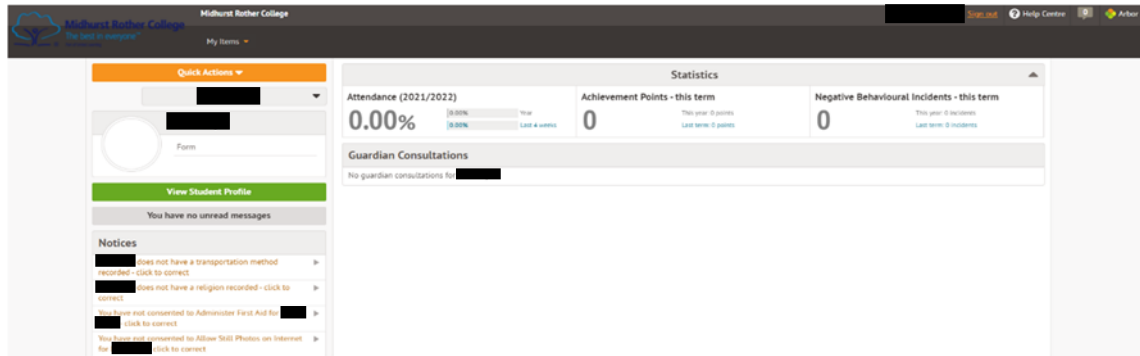 Midhurst Rother College
Sign out
Help Centre
0
Arbor
Midhurst Rother College
The best in everyone™
My Items
Quick Actions
Form
View Student Profile
You have no unread messages
Notices
does not have a transportation method
recorded - click to correct
does not have a religion recorded - click to
correct
You have not consented to Administer First Aid for
- click to correct
You have not consented to Allow Still Photos on Internet
for click to correct
Statistics
Attendance (2021/2022)
0.00%
0.00% Year
0.00% Last 4 weeks
Achievement Points - this term
0
This year: 0 points
Last term: 0 points
Negative Behavioural Incidents - this term
0
This year: 0 incidents
Last term: 0 incidents
Guardian Consultations
No guardian consultations for